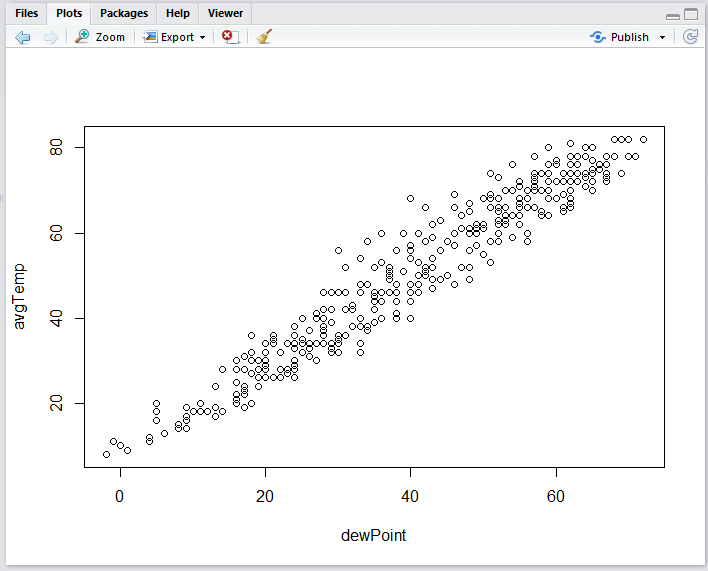 Files Plots Packages Help Viewer
Zoom Export Publish
80
60
40
20
avgTemp
0 20 40 60
dewPoint